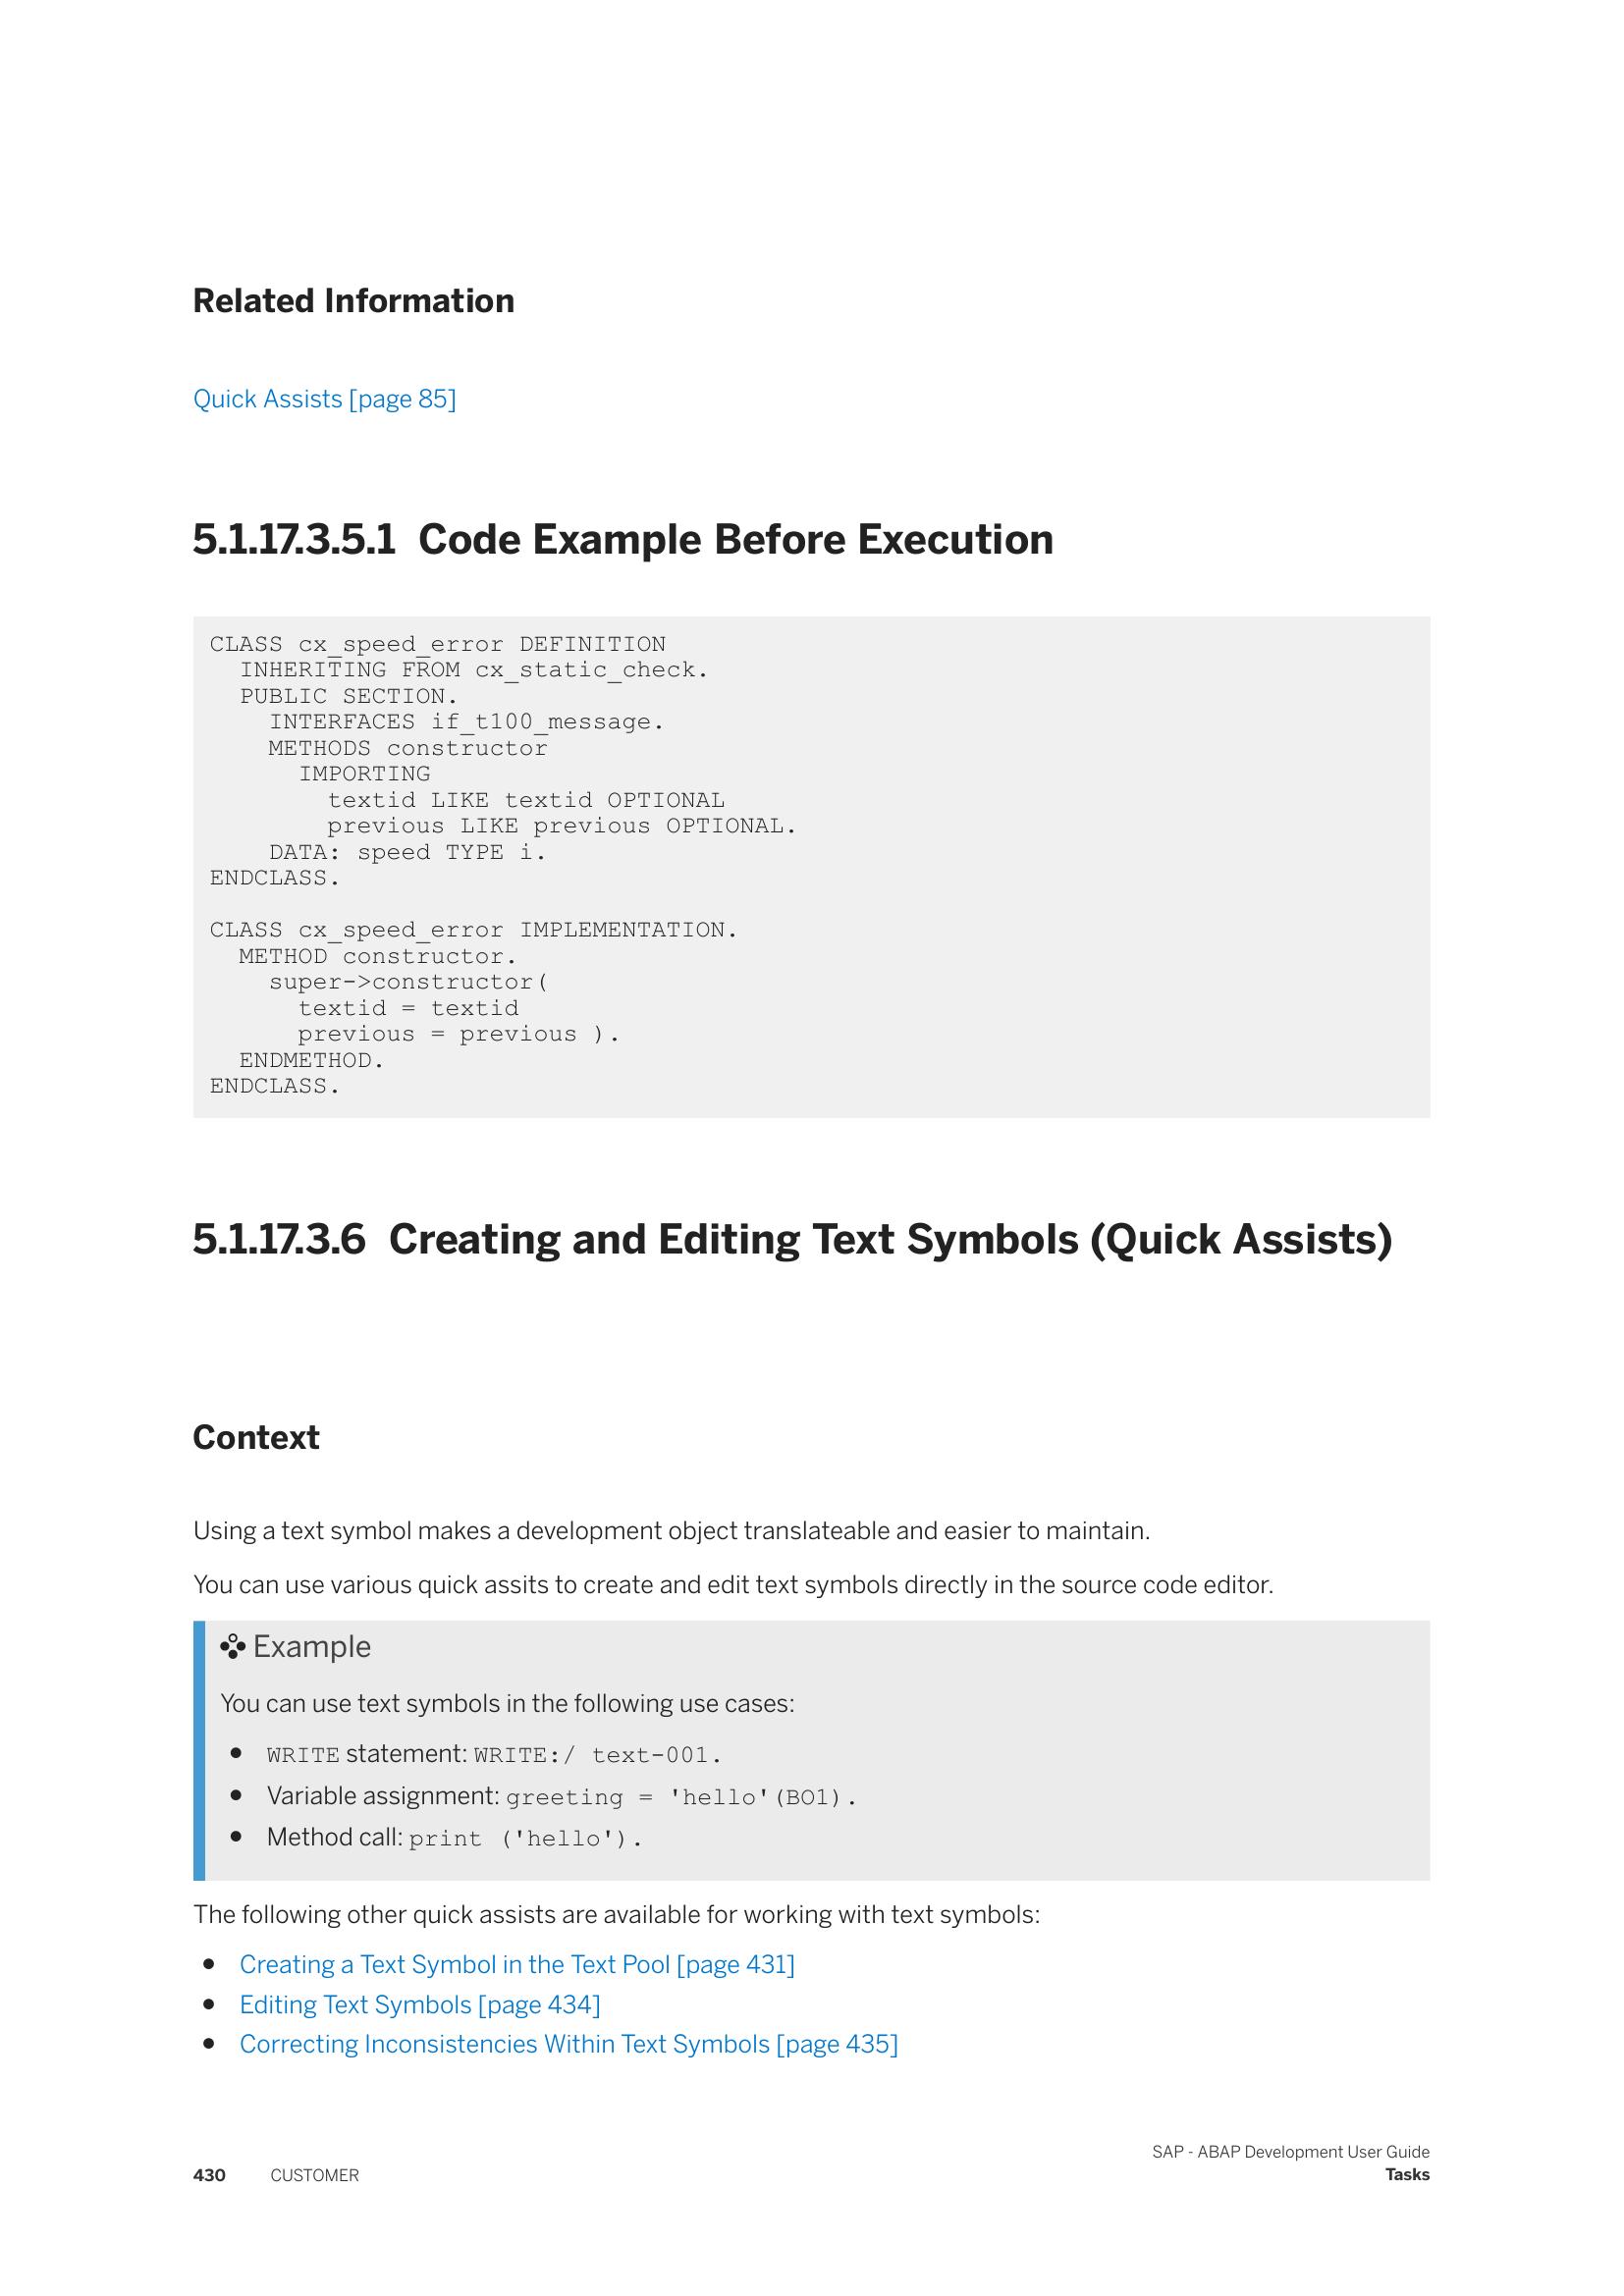 Related Information
Quick Assists [page 85]
5.1.17.3.5.1 Code Example Before Execution
CLASS cx_speed_error DEFINITION
  INHERITING FROM cx_static_check.
  PUBLIC SECTION.
    INTERFACES if_t100_message.
    METHODS constructor
      IMPORTING
        textid LIKE textid OPTIONAL
        previous LIKE previous OPTIONAL.
    DATA: speed TYPE i.
ENDCLASS.
CLASS cx_speed_error IMPLEMENTATION.
  METHOD constructor.
    super->constructor(
      textid = textid
      previous = previous ).
  ENDMETHOD.
ENDCLASS.
5.1.17.3.6 Creating and Editing Text Symbols (Quick Assists)
Context
Using a text symbol makes a development object translateable and easier to maintain.
You can use various quick assits to create and edit text symbols directly in the source code editor.
Example
You can use text symbols in the following use cases:
• WRITE statement: WRITE:/ text-001.
• Variable assignment: greeting = 'hello'(BO1).
• Method call: print ('hello').
The following other quick assists are available for working with text symbols:
• Creating a Text Symbol in the Text Pool [page 431]
• Editing Text Symbols [page 434]
• Correcting Inconsistencies Within Text Symbols [page 435]
SAP - ABAP Development User Guide
430 CUSTOMER Tasks